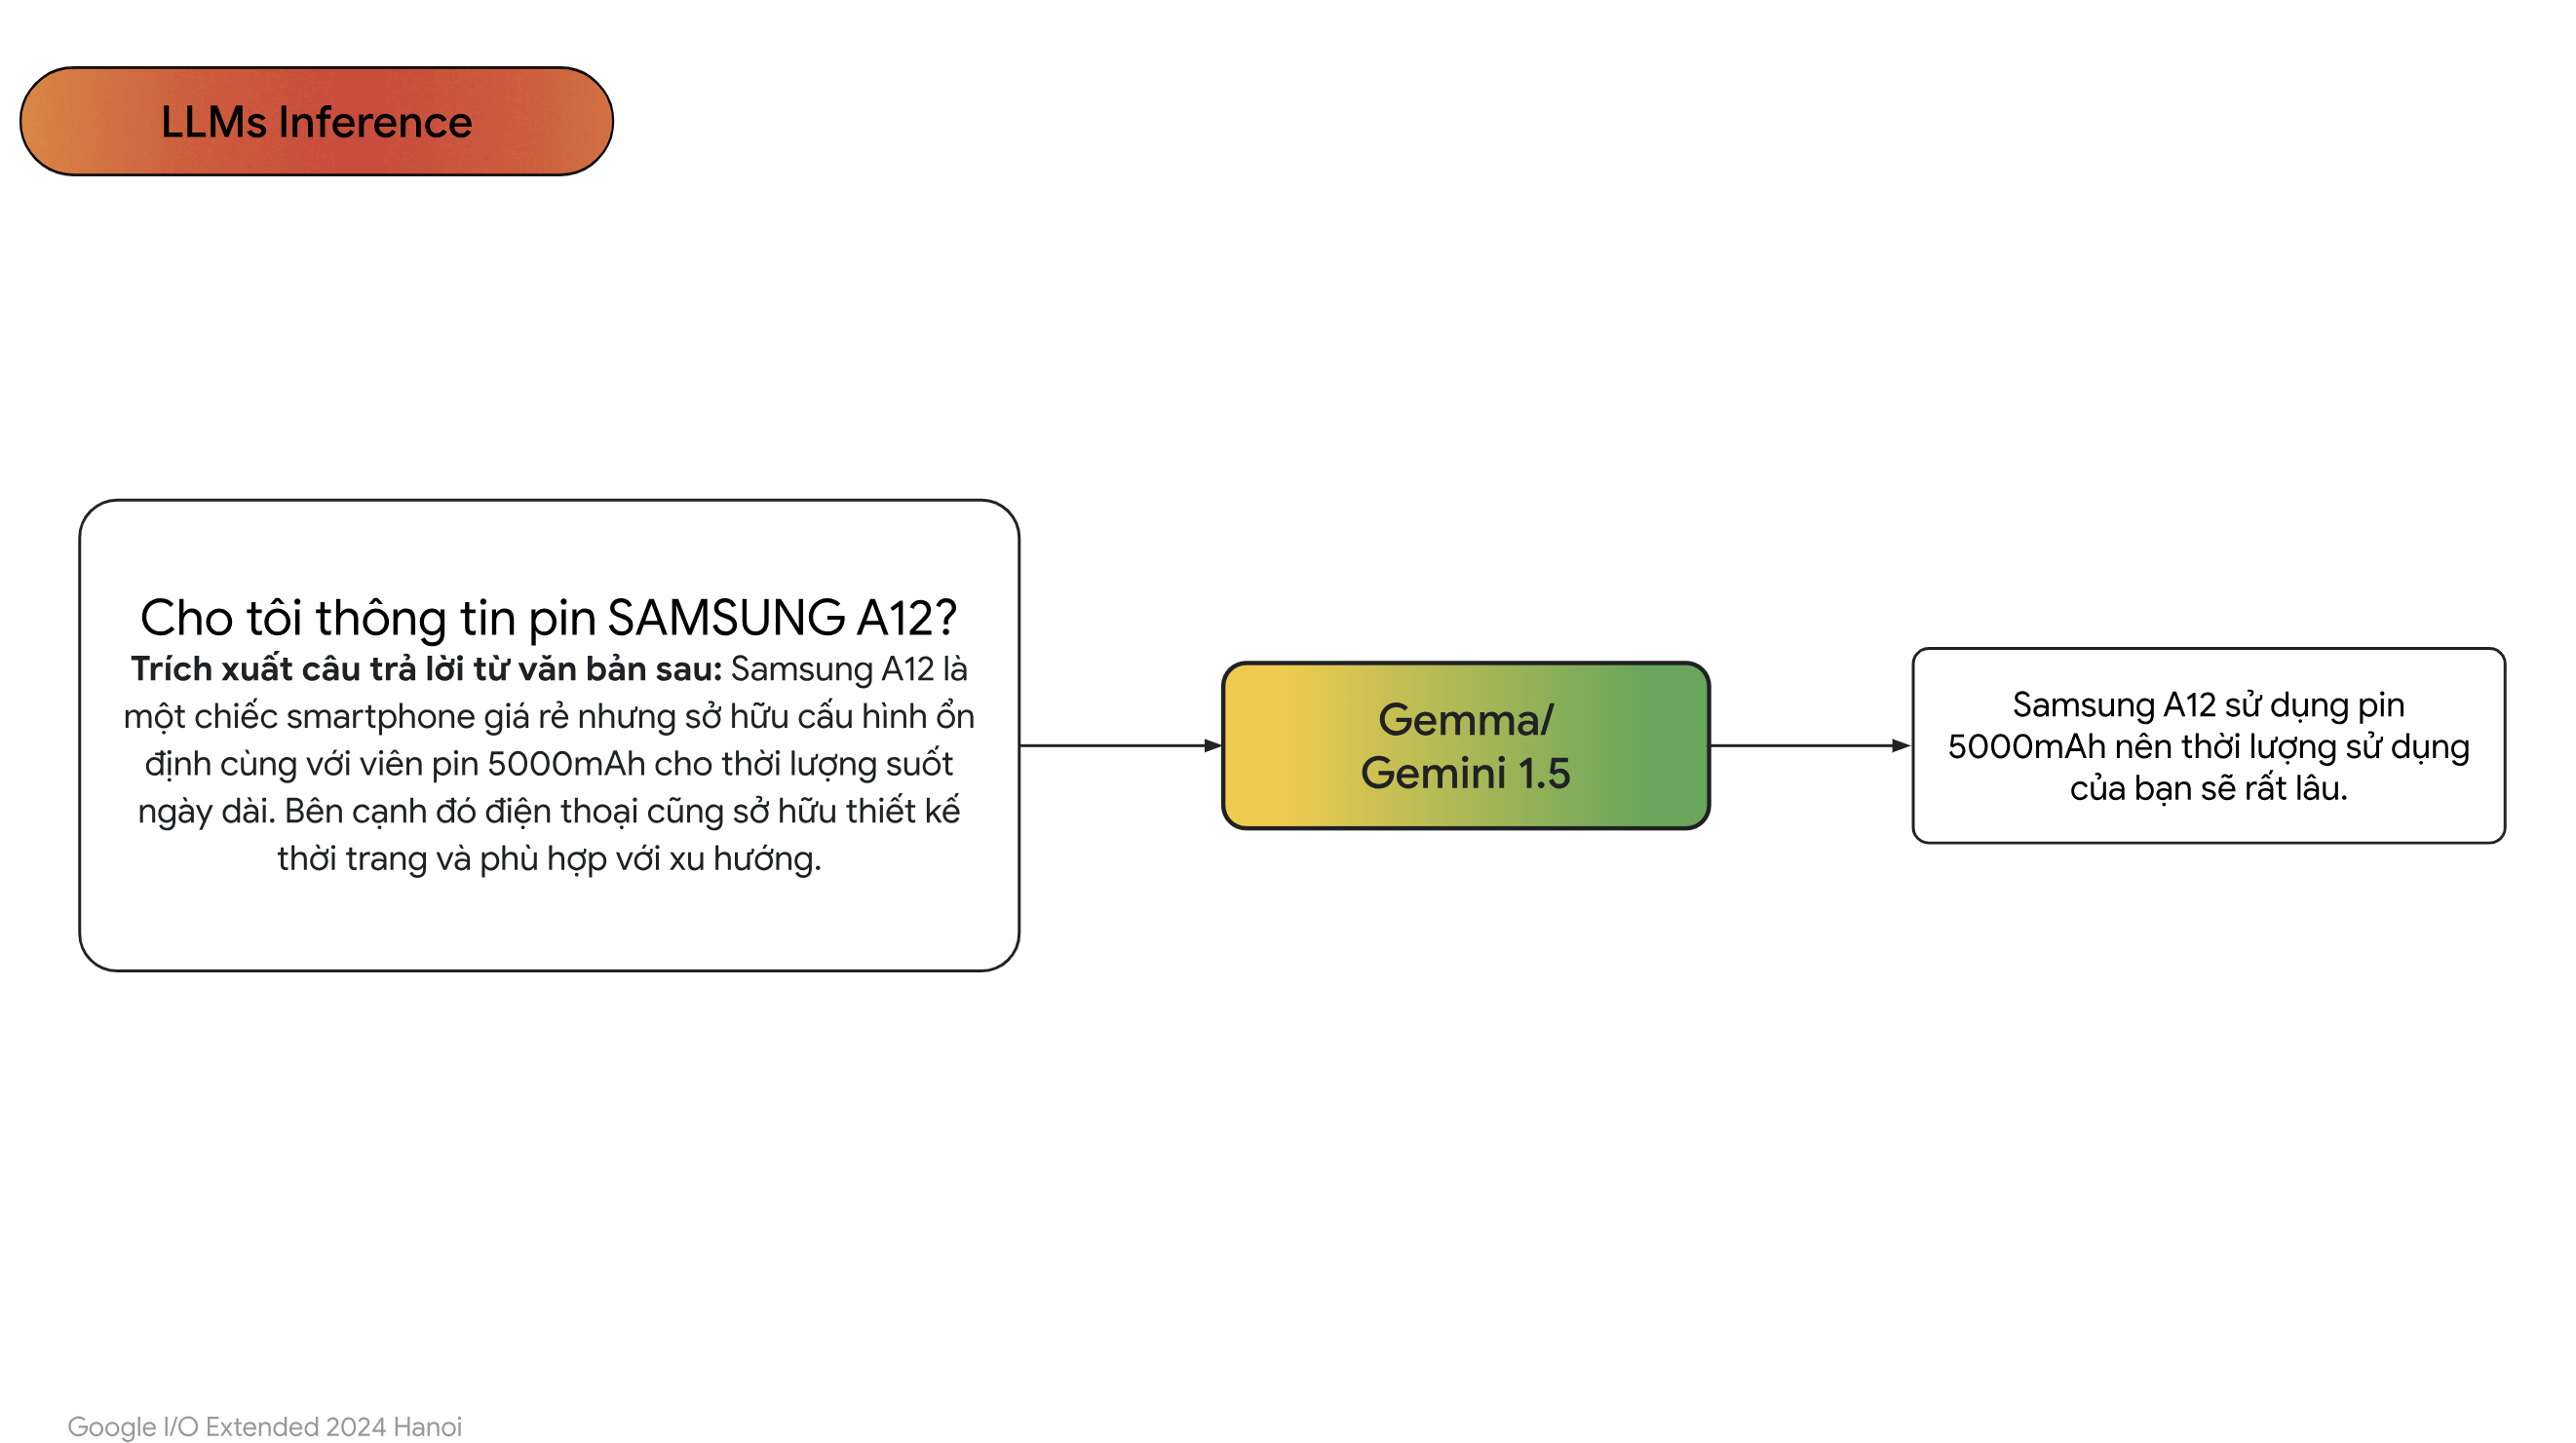 LLMs Inference
Cho tôi thông tin pin SAMSUNG A12?
Trích xuất câu trả lời từ văn bản sau: Samsung A12 là
một chiếc smartphone giá rẻ nhưng sở hữu cấu hình ổn
định cùng với viên pin 5000mAh cho thời lượng suốt
ngày dài. Bên cạnh đó điện thoại cũng sở hữu thiết kế
thời trang và phù hợp với xu hướng.
Gemma/
Gemini 1.5
Samsung A12 sử dụng pin
5000mAh nên thời lượng sử dụng
của bạn sẽ rất lâu.
Google I/O Extended 2024 Hanoi